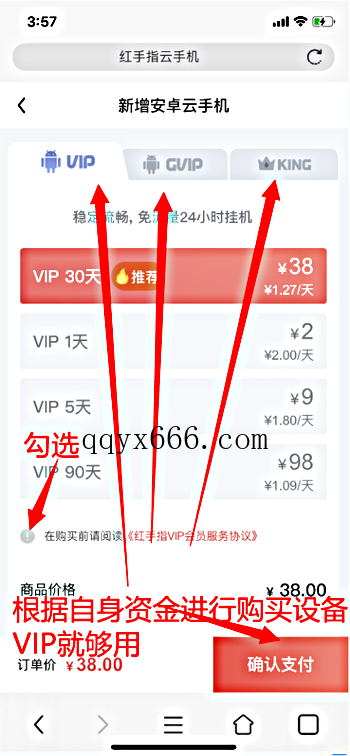 3:57
红手指云手机
新增安卓云手机
VIP
GVIP
KING
稳定流畅，免流量24小时挂机
VIP 30天 推荐 ¥38
¥1.27/天
VIP 1天 ¥2
¥2.00/天
VIP 5天 ¥9
¥1.80/天
勾选 qqyx666.com
VIP 90天 ¥98
¥1.09/天
在购买前请阅读《红手指VIP会员服务协议》
商品价格 ¥ 38.00
根据自身资金进行购买设备
VIP就够用
订单价 ¥38.00
确认支付